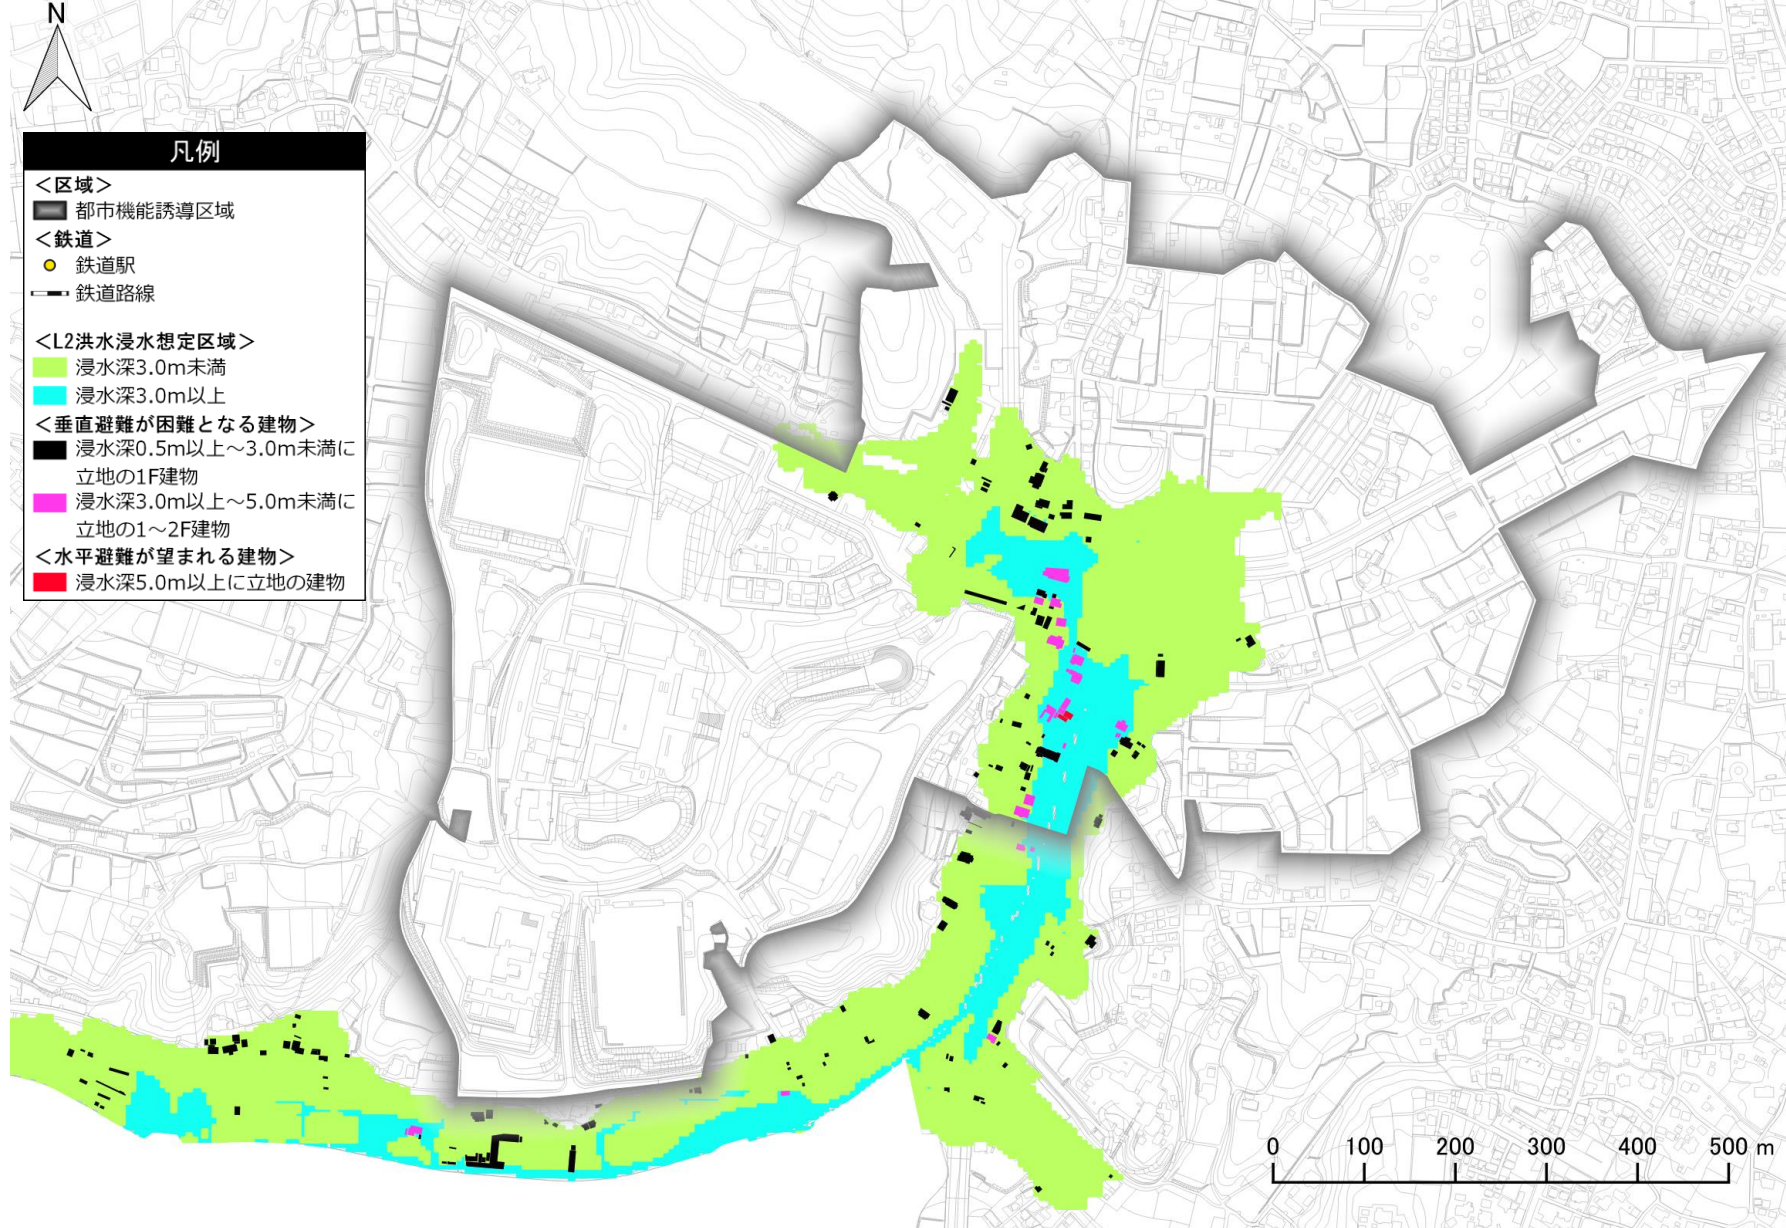 N
凡例
＜区域＞
都市機能誘導区域
＜鉄道＞
鉄道駅
鉄道路線
＜L2洪水浸水想定区域＞
浸水深3.0m未満
浸水深3.0m以上
＜垂直避難が困難となる建物＞
浸水深0.5m以上～3.0m未満に
立地の1F建物
浸水深3.0m以上～5.0m未満に
立地の1～2F建物
＜水平避難が望まれる建物＞
浸水深5.0m以上に立地の建物
0 100 200 300 400 500 m